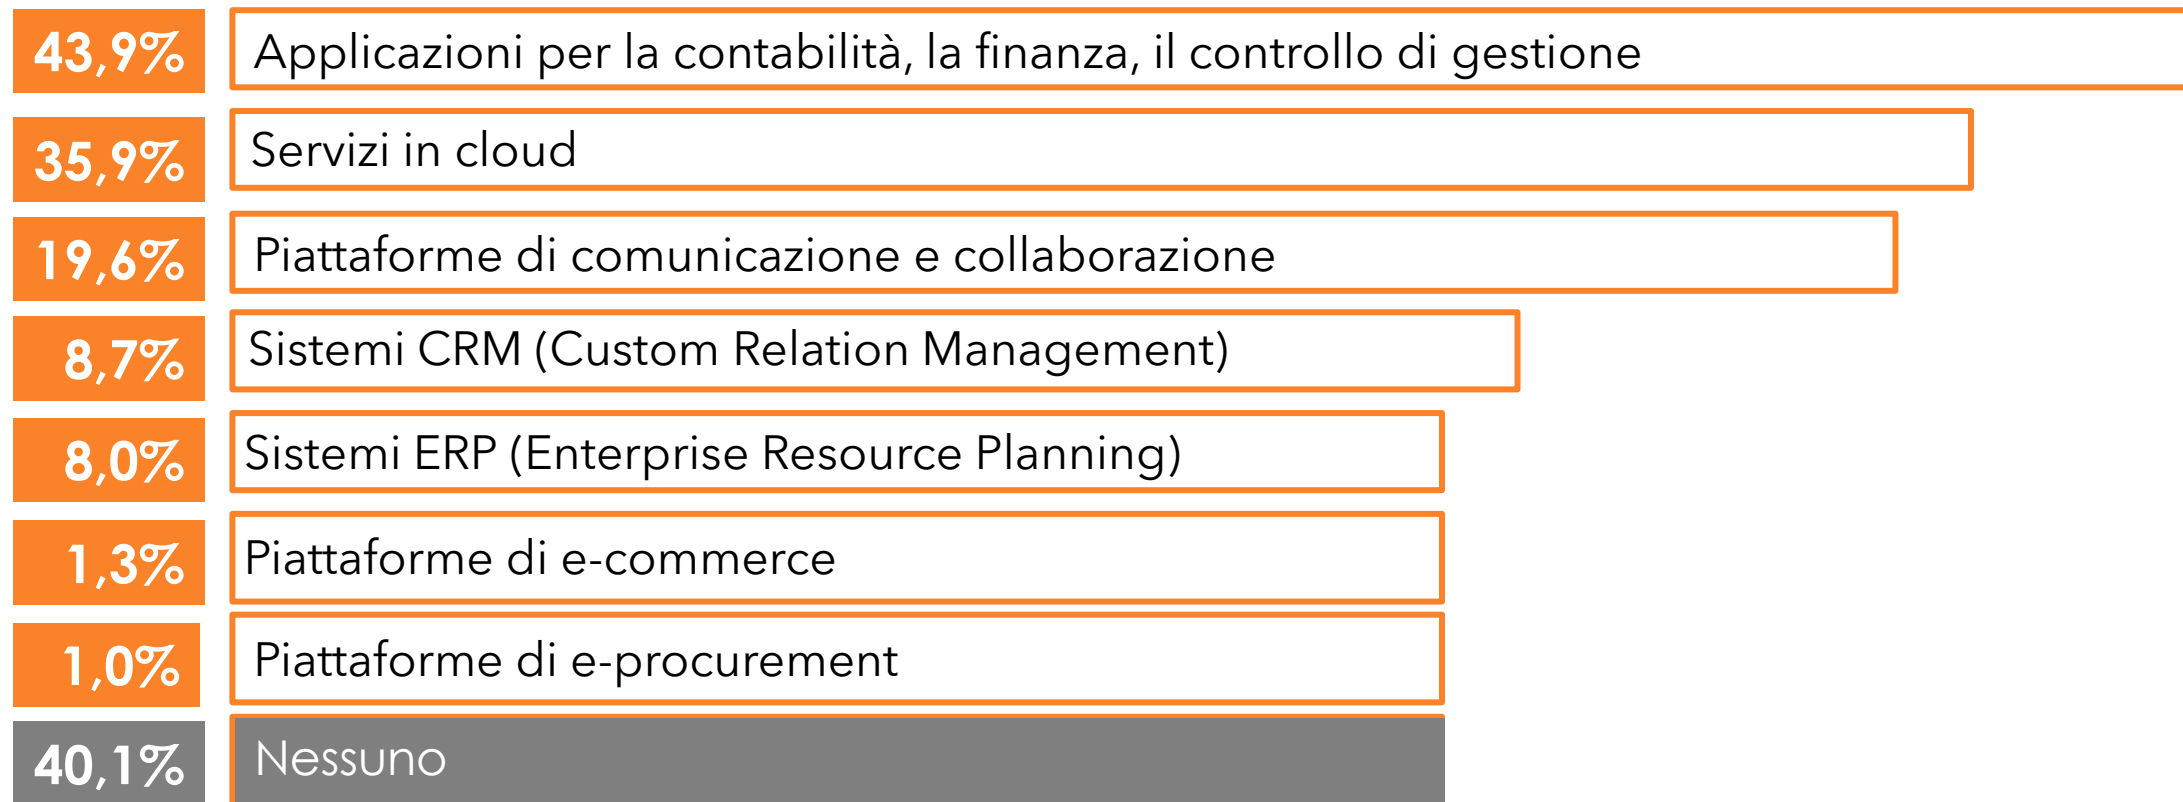 43,9% Applicazioni per la contabilità, la finanza, il controllo di gestione
35,9% Servizi in cloud
19,6% Piattaforme di comunicazione e collaborazione
8,7% Sistemi CRM (Custom Relation Management)
8,0% Sistemi ERP (Enterprise Resource Planning)
1,3% Piattaforme di e-commerce
1,0% Piattaforme di e-procurement
40,1% Nessuno